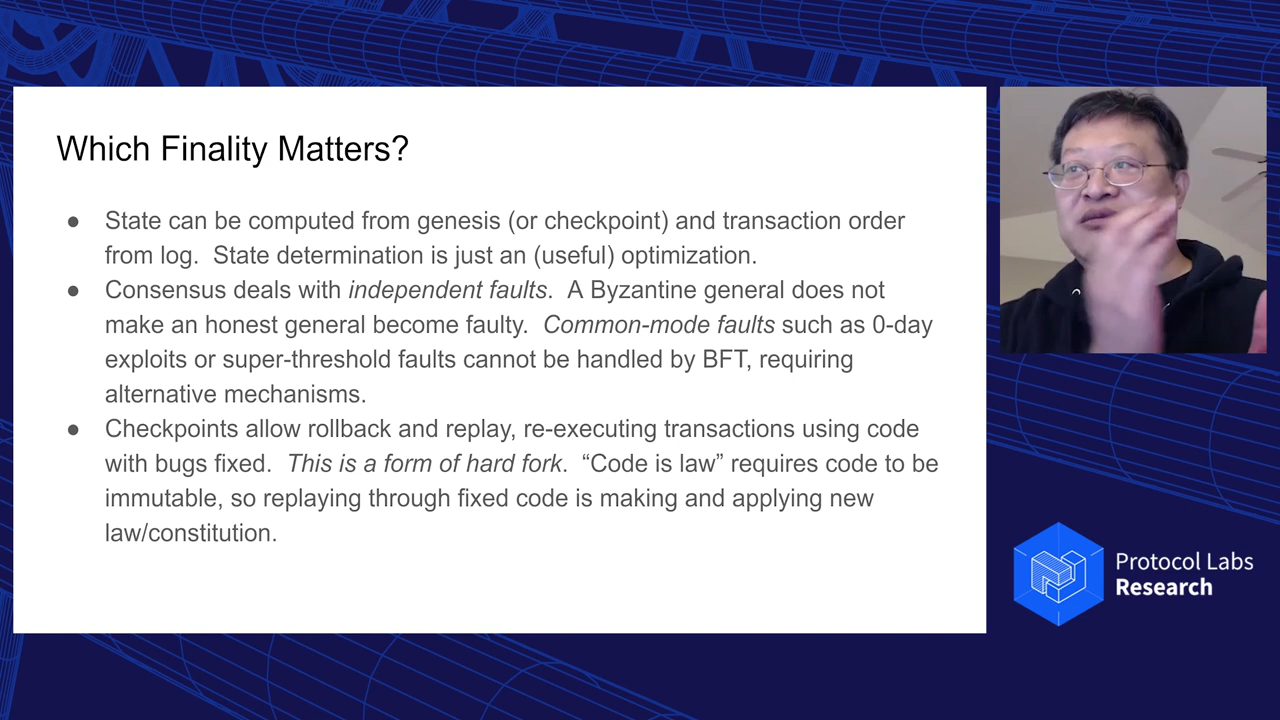 Which Finality Matters?
● State can be computed from genesis (or checkpoint) and transaction order
from log.  State determination is just an (useful) optimization.
● Consensus deals with independent faults.  A Byzantine general does not
make an honest general become faulty.  Common-mode faults such as 0-day
exploits or super-threshold faults cannot be handled by BFT, requiring
alternative mechanisms.
● Checkpoints allow rollback and replay, re-executing transactions using code
with bugs fixed.  This is a form of hard fork.  “Code is law” requires code to be
immutable, so replaying through fixed code is making and applying new
law/constitution.
Protocol Labs
Research